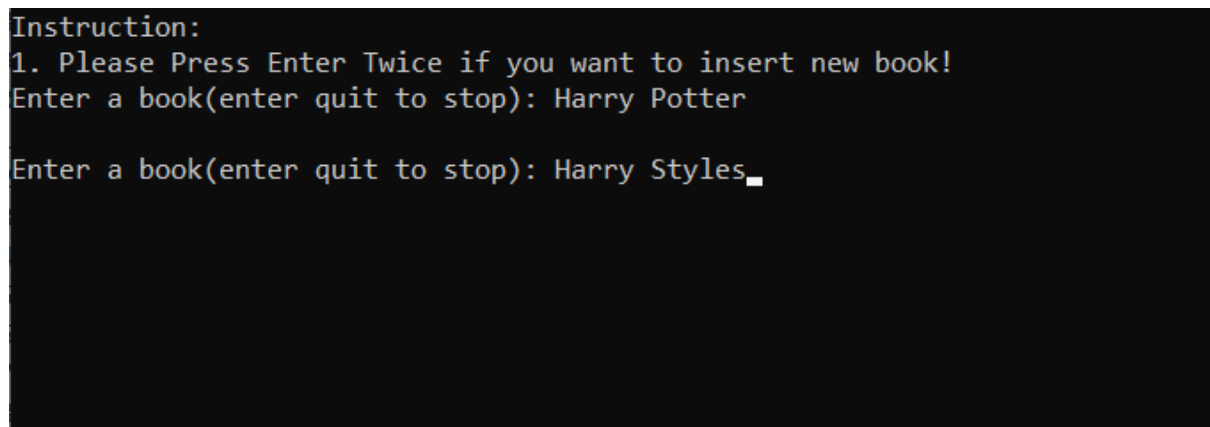 Instruction:
1. Please Press Enter Twice if you want to insert new book!
Enter a book(enter quit to stop): Harry Potter
Enter a book(enter quit to stop): Harry Styles